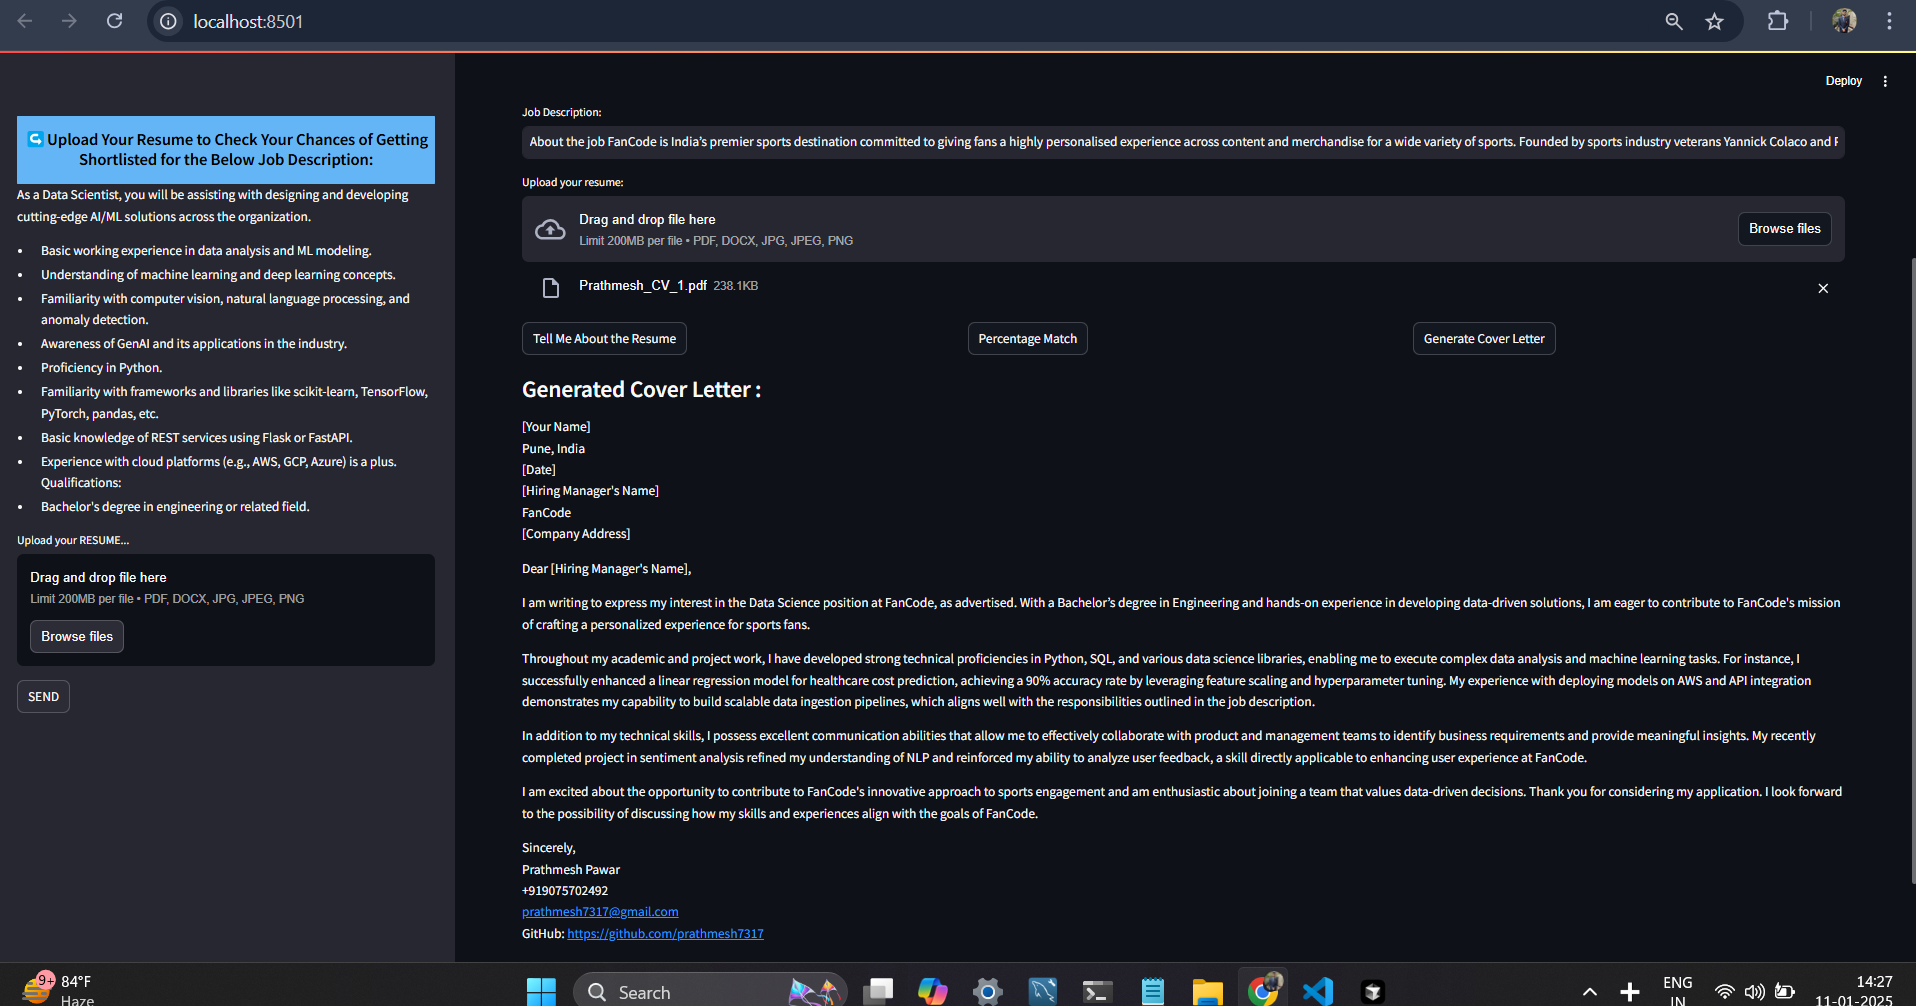 localhost:8501
Deploy
Upload Your Resume to Check Your Chances of Getting
Shortlisted for the Below Job Description:
As a Data Scientist, you will be assisting with designing and developing
cutting-edge AI/ML solutions across the organization.
• Basic working experience in data analysis and ML modeling.
• Understanding of machine learning and deep learning concepts.
• Familiarity with computer vision, natural language processing, and
anomaly detection.
• Awareness of GenAI and its applications in the industry.
• Proficiency in Python.
• Familiarity with frameworks and libraries like scikit-learn, TensorFlow,
PyTorch, pandas, etc.
• Basic knowledge of REST services using Flask or FastAPI.
• Experience with cloud platforms (e.g., AWS, GCP, Azure) is a plus.
Qualifications:
• Bachelor's degree in engineering or related field.
Upload your RESUME...
Drag and drop file here
Limit 200MB per file • PDF, DOCX, JPG, JPEG, PNG
Browse files
SEND
Job Description:
About the job FanCode is India's premier sports destination committed to giving fans a highly personalised experience across content and merchandise for a wide variety of sports. Founded by sports industry veterans Yannick Colaco and
Upload your resume:
Drag and drop file here
Limit 200MB per file • PDF, DOCX, JPG, JPEG, PNG
Browse files
Prathmesh_CV_1.pdf 238.1KB
Tell Me About the Resume
Percentage Match
Generate Cover Letter
Generated Cover Letter :
[Your Name]
Pune, India
[Date]
[Hiring Manager's Name]
FanCode
[Company Address]
Dear [Hiring Manager's Name],
I am writing to express my interest in the Data Science position at FanCode, as advertised. With a Bachelor's degree in Engineering and hands-on experience in developing data-driven solutions, I am eager to contribute to FanCode's mission
of crafting a personalized experience for sports fans.
Throughout my academic and project work, I have developed strong technical proficiencies in Python, SQL, and various data science libraries, enabling me to execute complex data analysis and machine learning tasks. For instance, I
successfully enhanced a linear regression model for healthcare cost prediction, achieving a 90% accuracy rate by leveraging feature scaling and hyperparameter tuning. My experience with deploying models on AWS and API integration
demonstrates my capability to build scalable data ingestion pipelines, which aligns well with the responsibilities outlined in the job description.
In addition to my technical skills, I possess excellent communication abilities that allow me to effectively collaborate with product and management teams to identify business requirements and provide meaningful insights. My recently
completed project in sentiment analysis refined my understanding of NLP and reinforced my ability to analyze user feedback, a skill directly applicable to enhancing user experience at FanCode.
I am excited about the opportunity to contribute to FanCode's innovative approach to sports engagement and am enthusiastic about joining a team that values data-driven decisions. Thank you for considering my application. I look forward
to the possibility of discussing how my skills and experiences align with the goals of FanCode.
Sincerely,
Prathmesh Pawar
+919075702492
prathmesh7317@gmail.com
GitHub: https://github.com/prathmesh7317
9+
84°F
Haze
Search
ENG
IN
14:27
11-01-2025